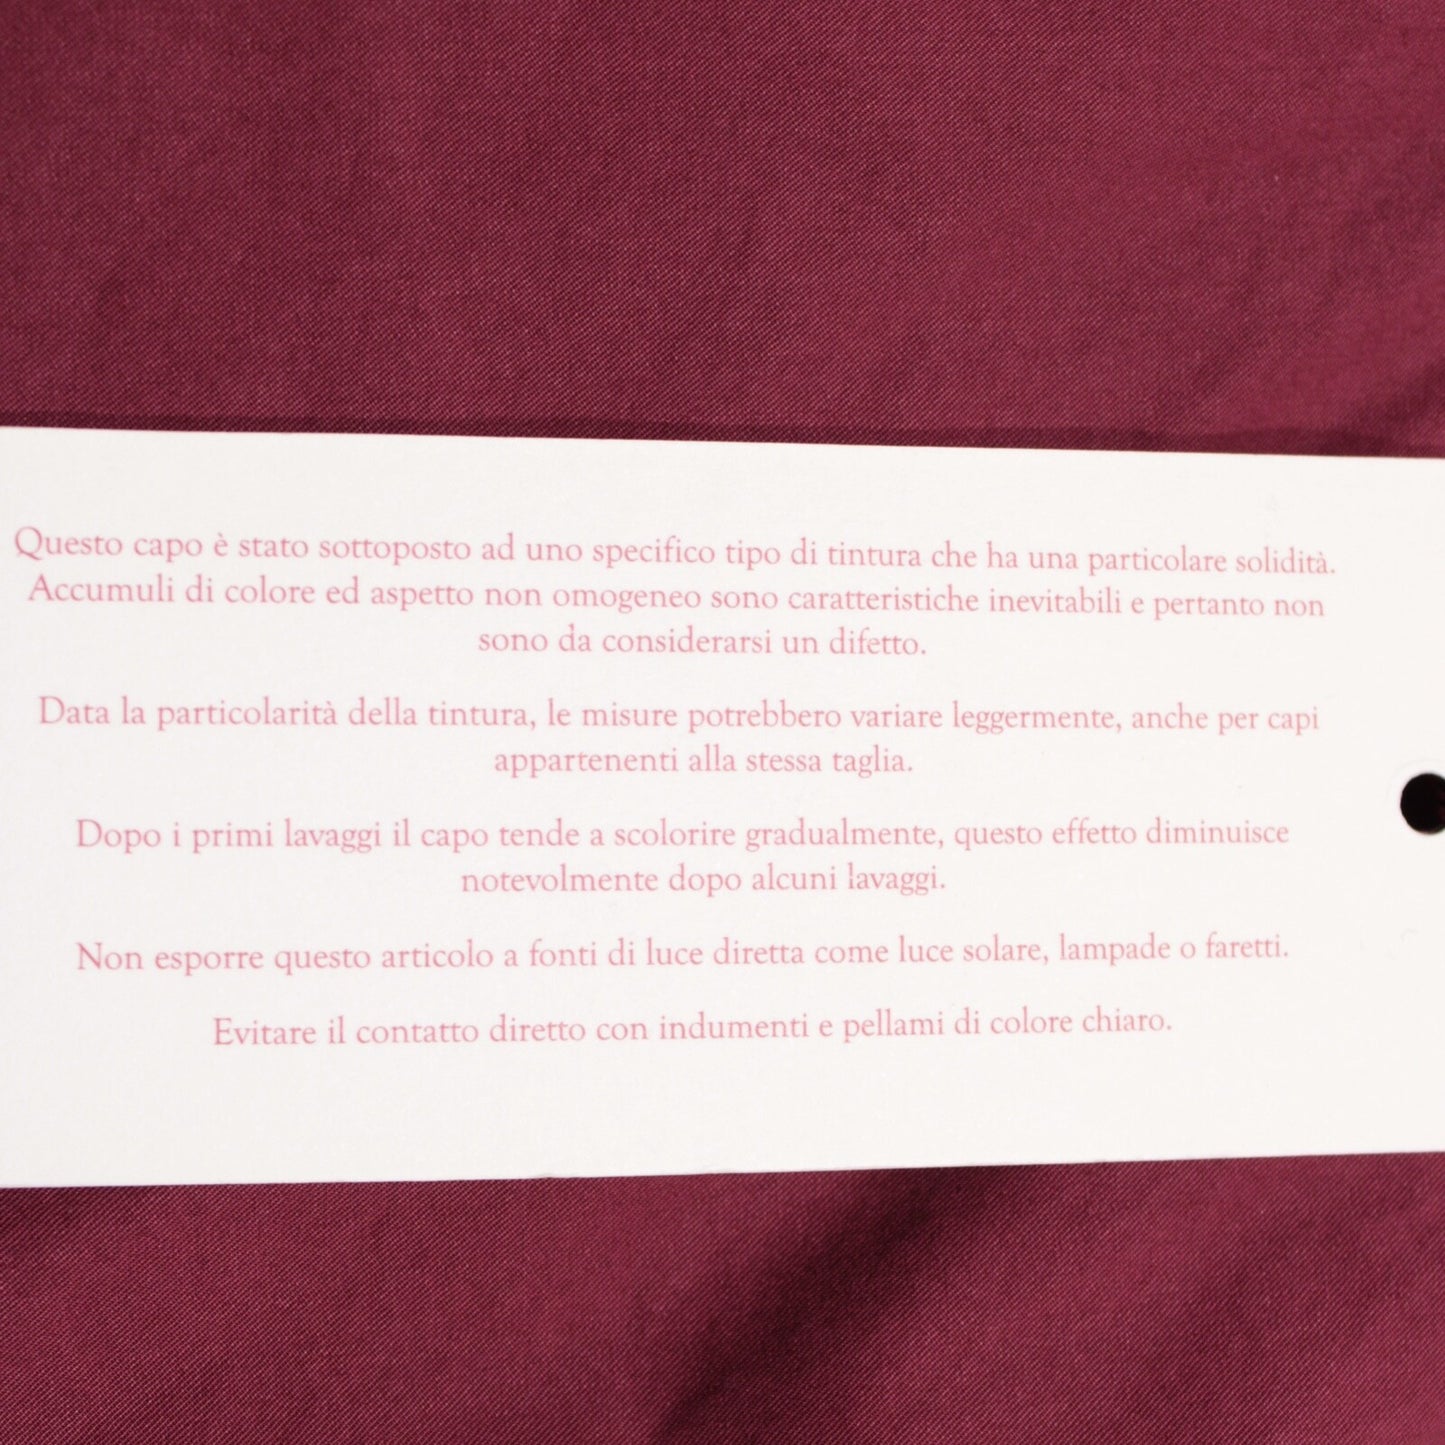 Questo capo è stato sottoposto ad uno specifico tipo di tintura che ha una particolare solidità.
Accumuli di colore ed aspetto non omogeneo sono caratteristiche inevitabili e pertanto non
sono da considerarsi un difetto.
Data la particolarità della tintura, le misure potrebbero variare leggermente, anche per capi
appartenenti alla stessa taglia.
Dopo i primi lavaggi il capo tende a scolorire gradualmente, questo effetto diminuisce
notevolmente dopo alcuni lavaggi.
Non esporre questo articolo a fonti di luce diretta come luce solare, lampade o faretti.
Evitare il contatto diretto con indumenti e pellami di colore chiaro.